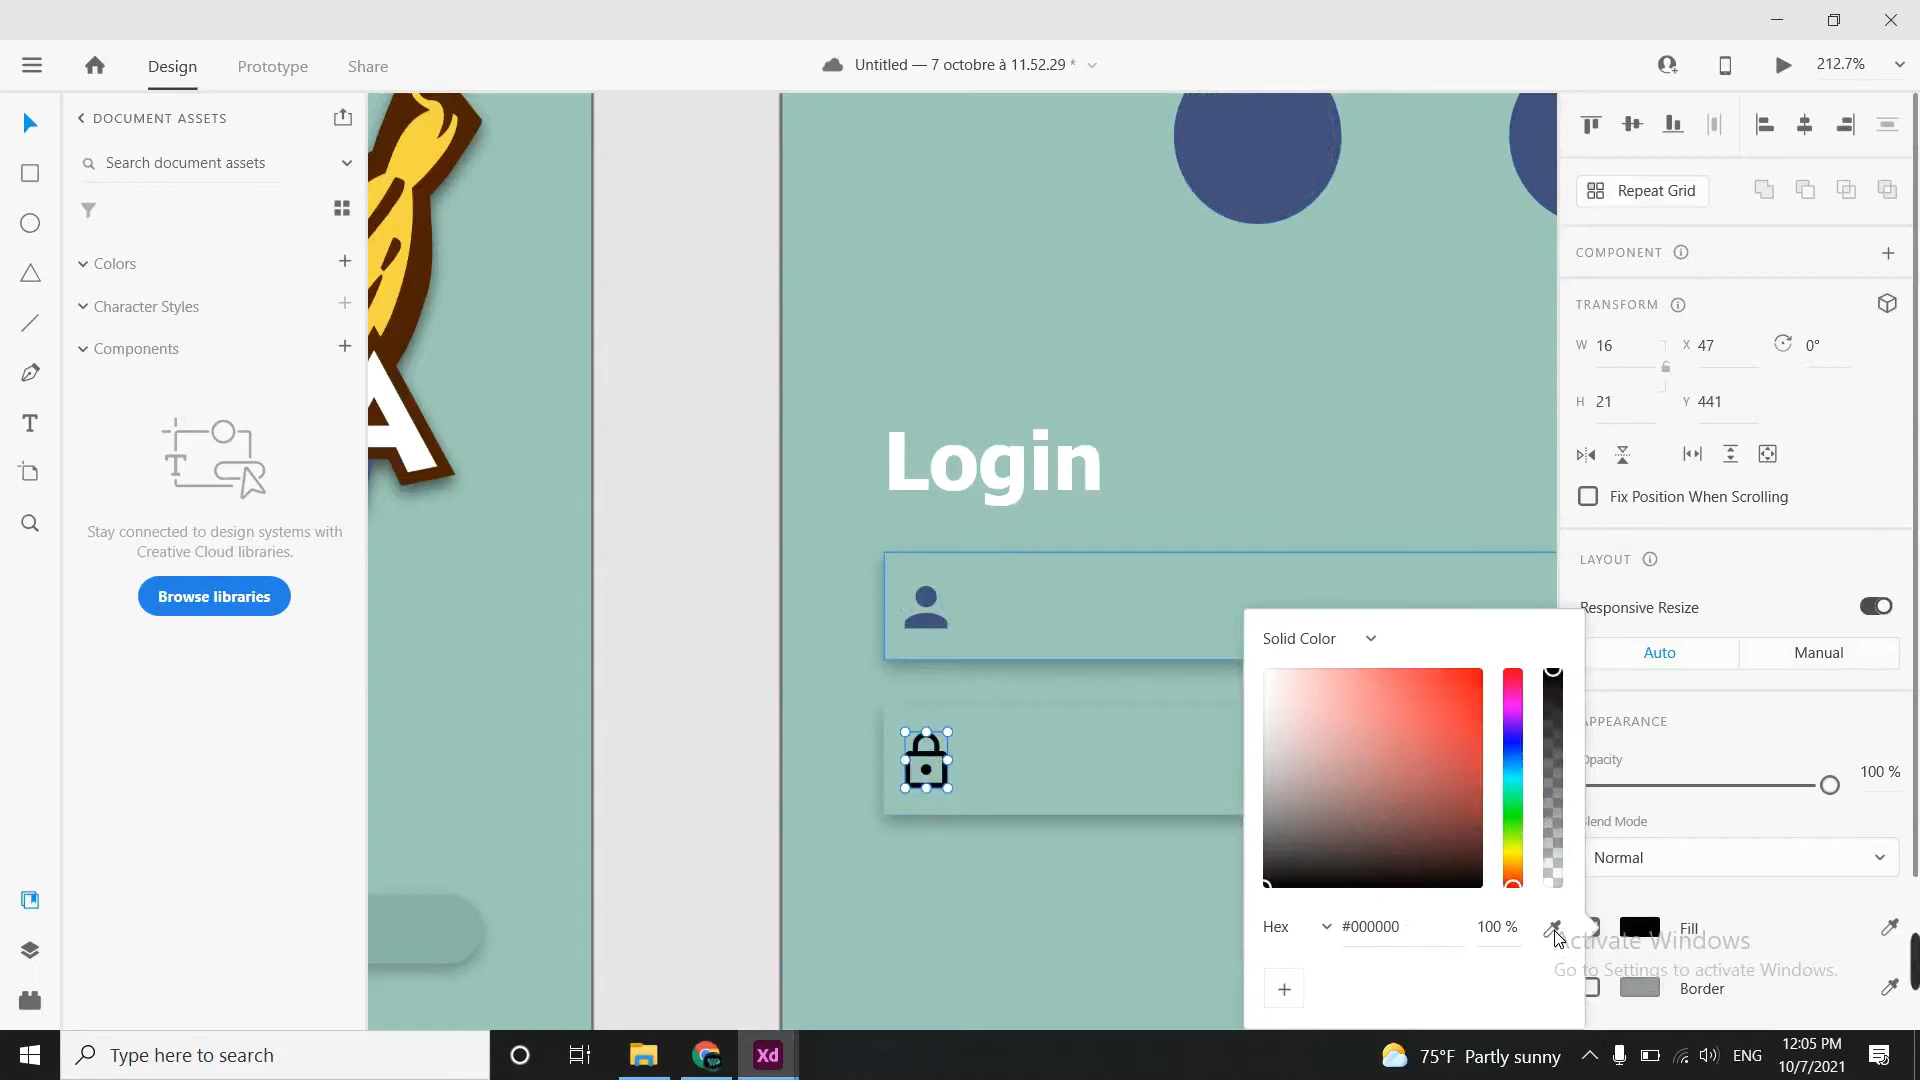 Design
Prototype
Share
Untitled — 7 octobre à 11.52.29 *
212.7%
DOCUMENT ASSETS
Search document assets
Colors
Character Styles
Components
Stay connected to design systems with
Creative Cloud libraries.
Browse libraries
A
Login
Solid Color
Hex
#000000
100 %
Repeat Grid
COMPONENT
TRANSFORM
W 16
X 47
0°
H 21
Y 441
Fix Position When Scrolling
LAYOUT
Responsive Resize
Auto
Manual
APPEARANCE
Opacity
100 %
Blend Mode
Normal
Fill
Activate Windows
Go to Settings to activate Windows.
Border
Type here to search
Xd
75°F Partly sunny
ENG
12:05 PM
10/7/2021